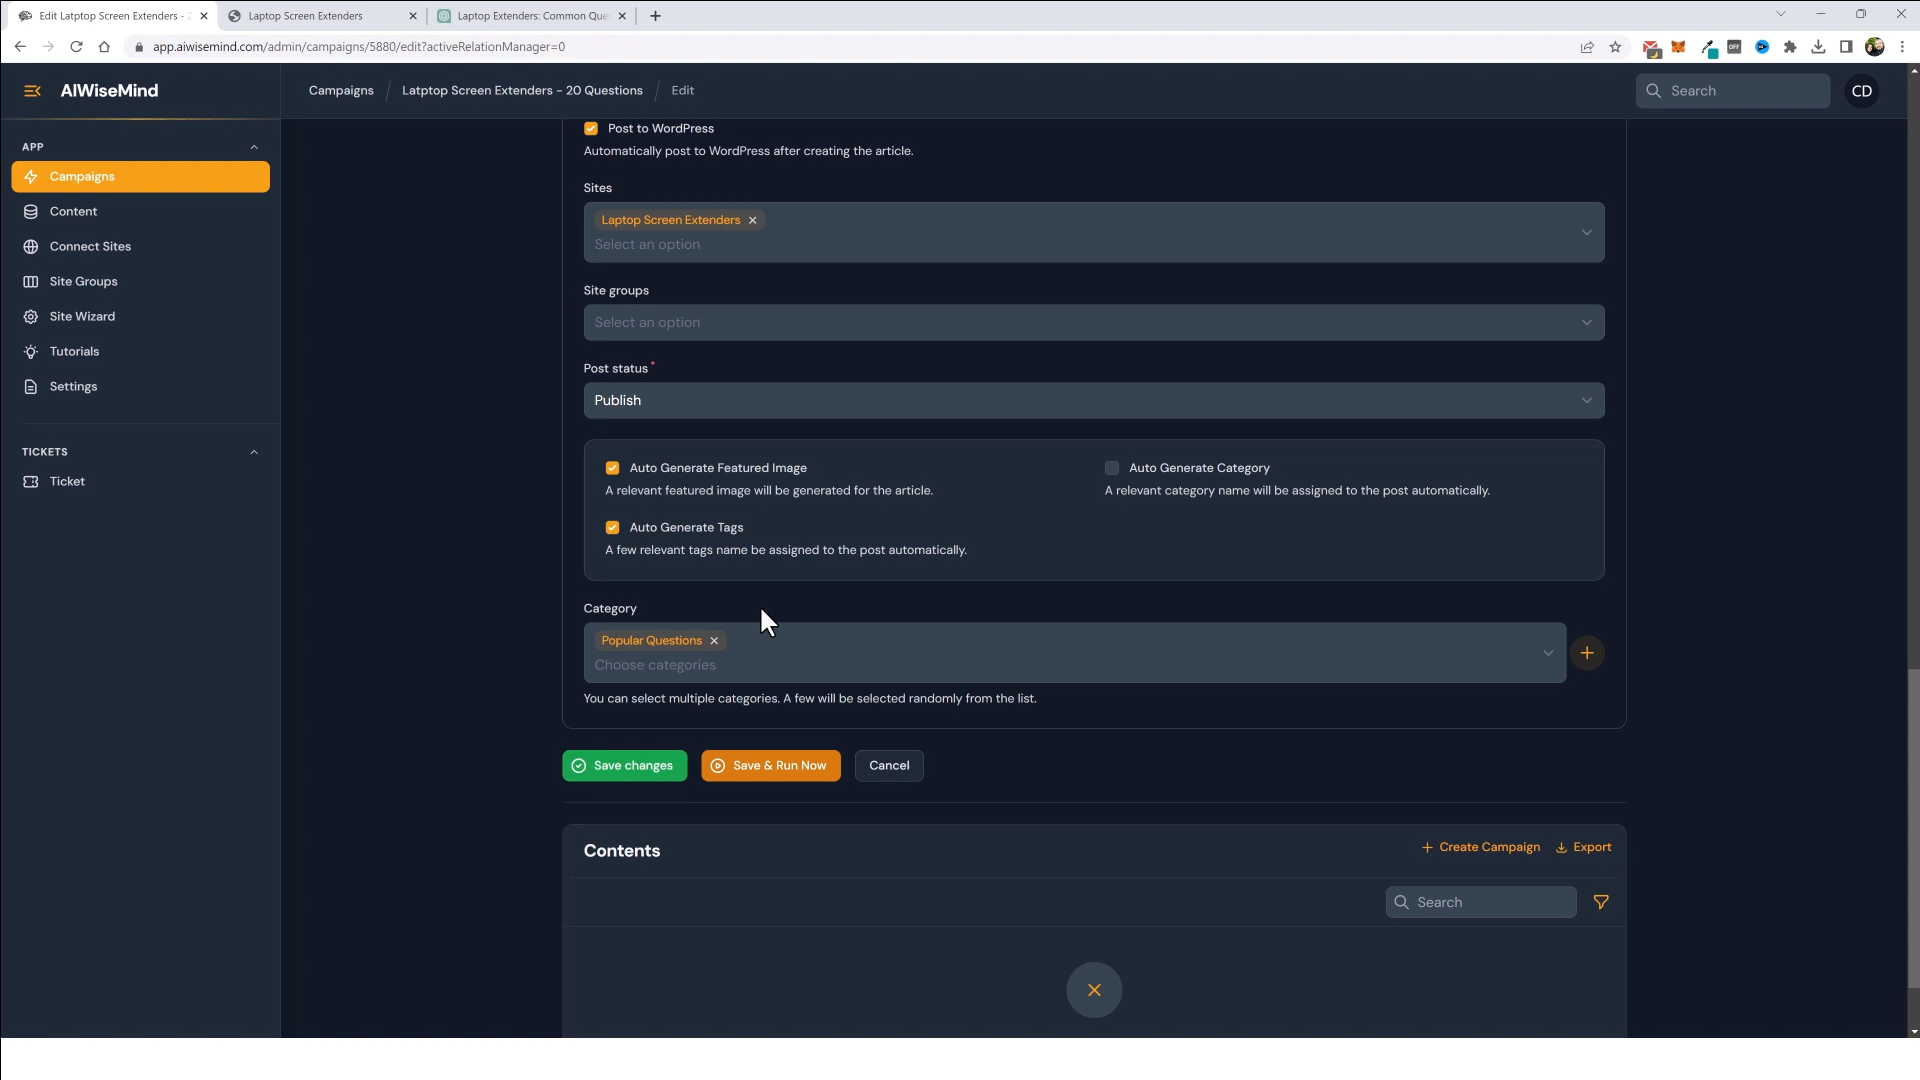 Edit Latptop Screen Extenders - 2
Laptop Screen Extenders
Laptop Extenders: Common Que
app.aiwisemind.com/admin/campaigns/5880/edit?activeRelationManager=0
OFF
AIWiseMind
Campaigns
Latptop Screen Extenders - 20 Questions
Edit
Search
CD
APP
Campaigns
Content
Connect Sites
Site Groups
Site Wizard
Tutorials
Settings
TICKETS
Ticket
Post to WordPress
Automatically post to WordPress after creating the article.
Sites
Laptop Screen Extenders
Select an option
Site groups
Select an option
Post status*
Publish
Auto Generate Featured Image
A relevant featured image will be generated for the article.
Auto Generate Category
A relevant category name will be assigned to the post automatically.
Auto Generate Tags
A few relevant tags name be assigned to the post automatically.
Category
Popular Questions
Choose categories
You can select multiple categories. A few will be selected randomly from the list.
Save changes
Save & Run Now
Cancel
Contents
Create Campaign
Export
Search